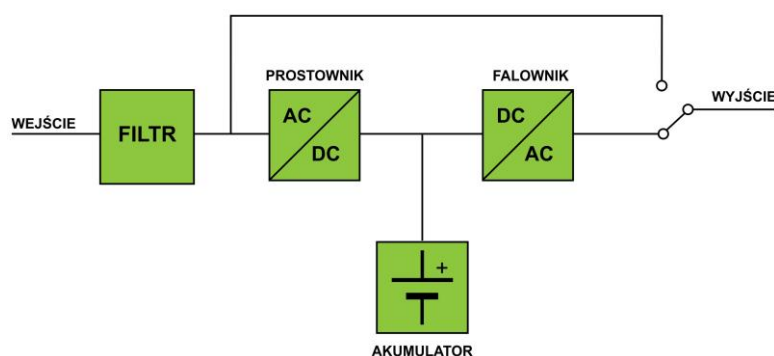 PROSTOWNIK
FALOWNIK
WEJŚCIE
FILTR
AC
DC
DC
AC
WYJŚCIE
+
AKUMULATOR